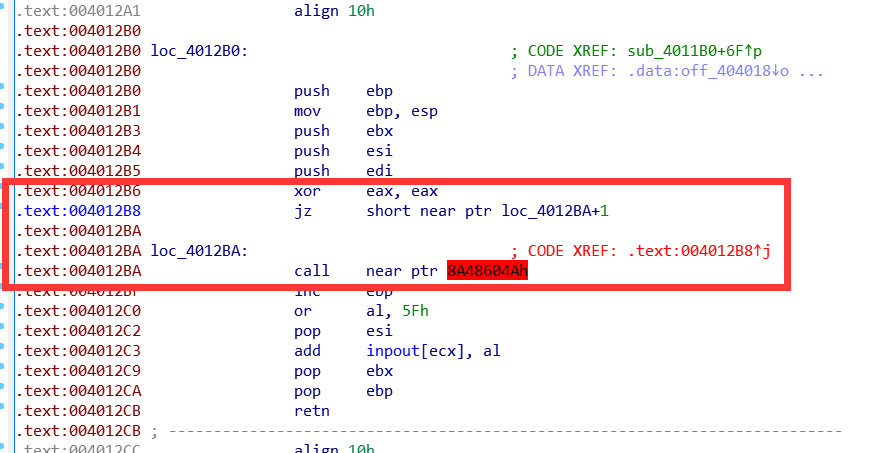 .text:004012A1 align 10h
.text:004012B0
.text:004012B0 loc_4012B0: ; CODE XREF: sub_4011B0+6F↑p
.text:004012B0 ; DATA XREF: .data:off_404018↓o ...
.text:004012B0 push ebp
.text:004012B1 mov ebp, esp
.text:004012B3 push ebx
.text:004012B4 push esi
.text:004012B5 push edi
.text:004012B6 xor eax, eax
.text:004012B8 jz short near ptr loc_4012BA+1
.text:004012BA
.text:004012BA loc_4012BA: ; CODE XREF: .text:004012B8↑j
.text:004012BA call near ptr 8A48604Ah
.text:004012BF inc ebp
.text:004012C0 or al, 5Fh
.text:004012C2 pop esi
.text:004012C3 add inpout[ecx], al
.text:004012C9 pop ebx
.text:004012CA pop ebp
.text:004012CB retn
.text:004012CB ; ---------------------------------------------------------------------------
.text:004012CC align 10h